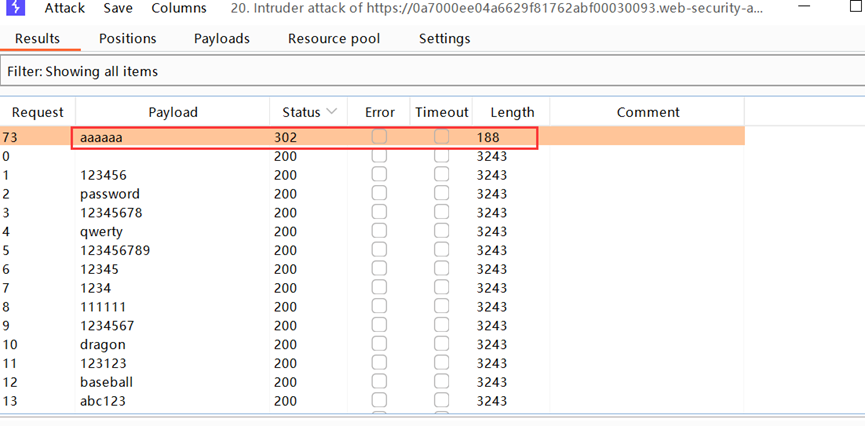 Attack Save Columns 20. Intruder attack of https://0a7000ee04a6629f81762abf00030093.web-security-a...
Results Positions Payloads Resource pool Settings
Filter: Showing all items
Request Payload Status Error Timeout Length Comment
73 aaaaaa 302 188
0 200 3243
1 123456 200 3243
2 password 200 3243
3 12345678 200 3243
4 qwerty 200 3243
5 123456789 200 3243
6 12345 200 3243
7 1234 200 3243
8 111111 200 3243
9 1234567 200 3243
10 dragon 200 3243
11 123123 200 3243
12 baseball 200 3243
13 abc123 200 3243